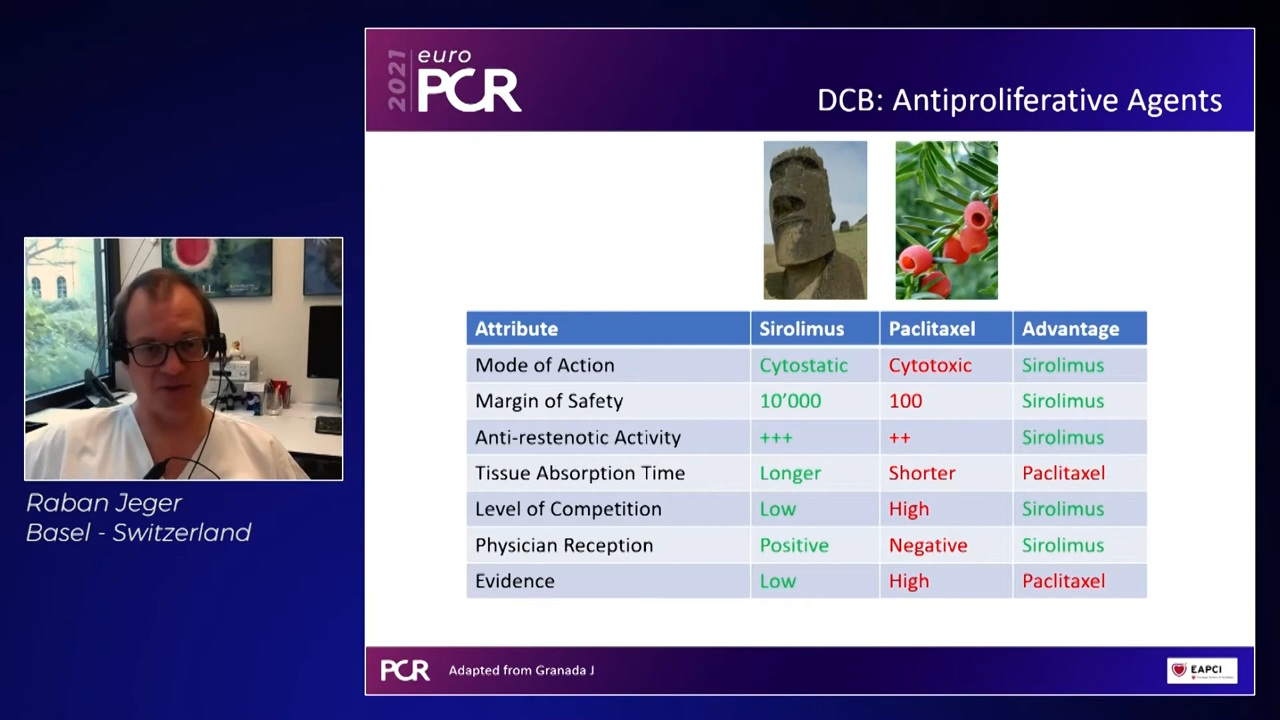 2021
euro
PCR
DCB: Antiproliferative Agents
Attribute Sirolimus Paclitaxel Advantage
Mode of Action Cytostatic Cytotoxic Sirolimus
Margin of Safety 10’000 100 Sirolimus
Anti-restenotic Activity +++ ++ Sirolimus
Tissue Absorption Time Longer Shorter Paclitaxel
Level of Competition Low High Sirolimus
Physician Reception Positive Negative Sirolimus
Evidence Low High Paclitaxel
Raban Jeger
Basel - Switzerland
PCR Adapted from Granada J
EAPCI